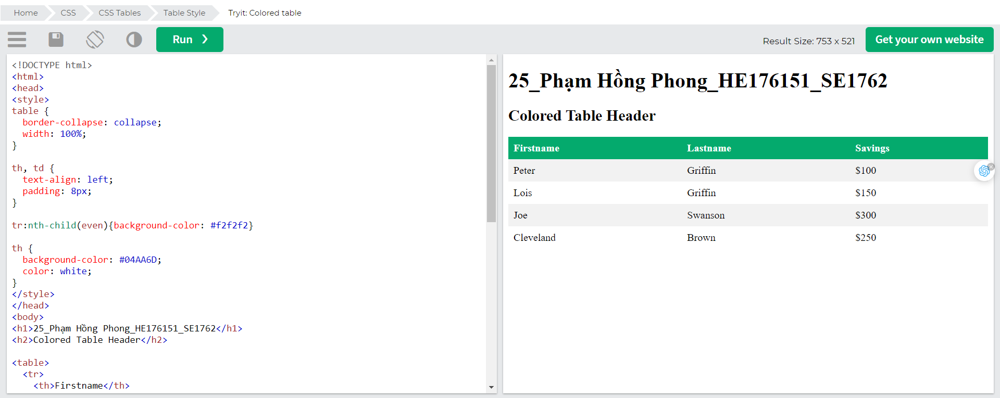 Home CSS CSS Tables Table Style Tryit: Colored table
Run ❯ Result Size: 753 x 521 Get your own website
<!DOCTYPE html>
<html>
<head>
<style>
table {
  border-collapse: collapse;
  width: 100%;
}

th, td {
  text-align: left;
  padding: 8px;
}

tr:nth-child(even){background-color: #f2f2f2}

th {
  background-color: #04AA6D;
  color: white;
}
</style>
</head>
<body>
<h1>25_Phạm Hồng Phong_HE176151_SE1762</h1>
<h2>Colored Table Header</h2>

<table>
  <tr>
    <th>Firstname</th>
25_Phạm Hồng Phong_HE176151_SE1762
Colored Table Header
Firstname Lastname Savings
Peter Griffin $100
Lois Griffin $150
Joe Swanson $300
Cleveland Brown $250